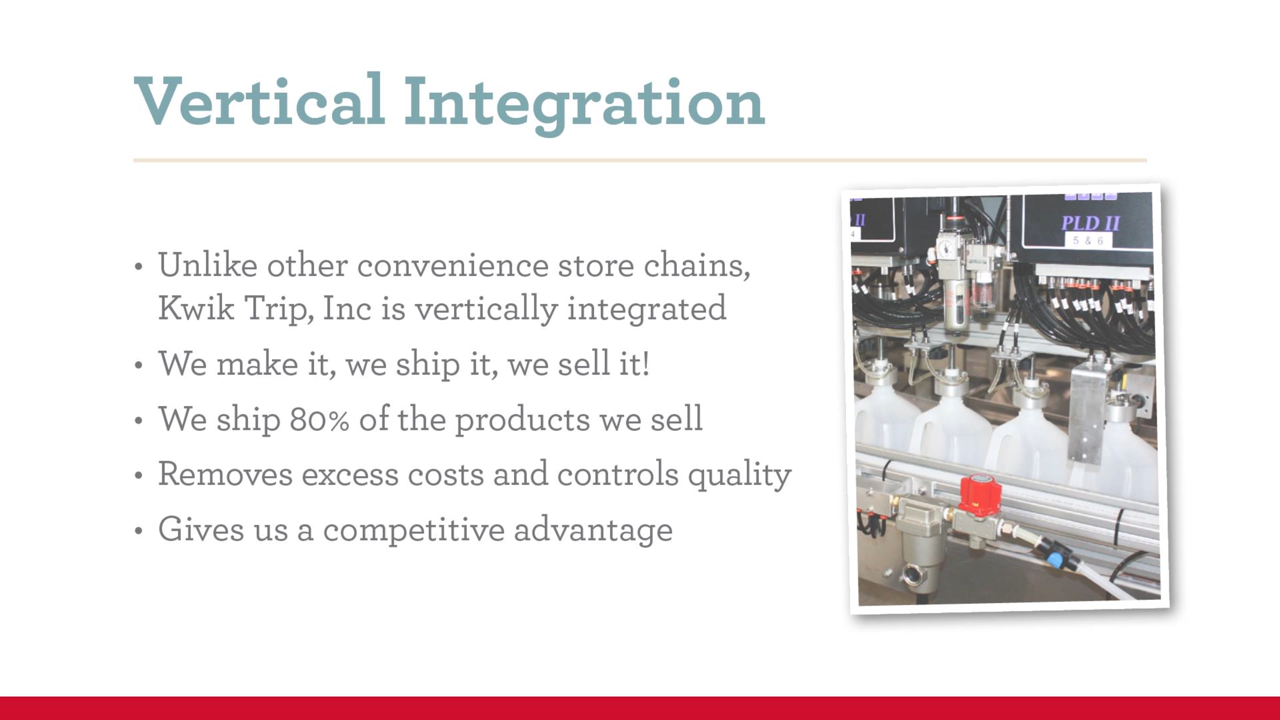 Vertical Integration
• Unlike other convenience store chains,
Kwik Trip, Inc is vertically integrated
• We make it, we ship it, we sell it!
• We ship 80% of the products we sell
• Removes excess costs and controls quality
• Gives us a competitive advantage
II
4
PLD II
5 & 6